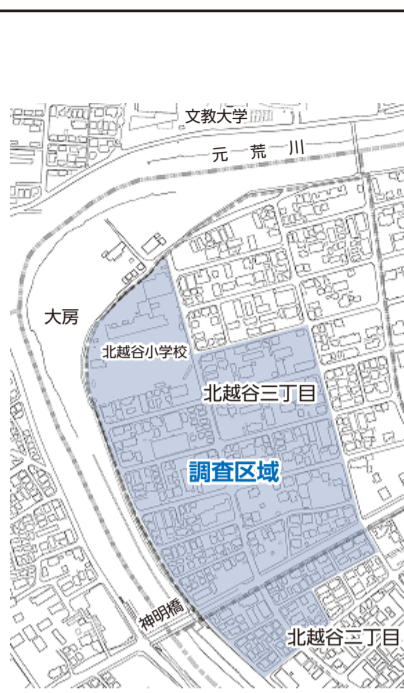 文教大学
元荒川
大房
北越谷小学校
北越谷三丁目
調査区域
神明橋
北越谷二丁目